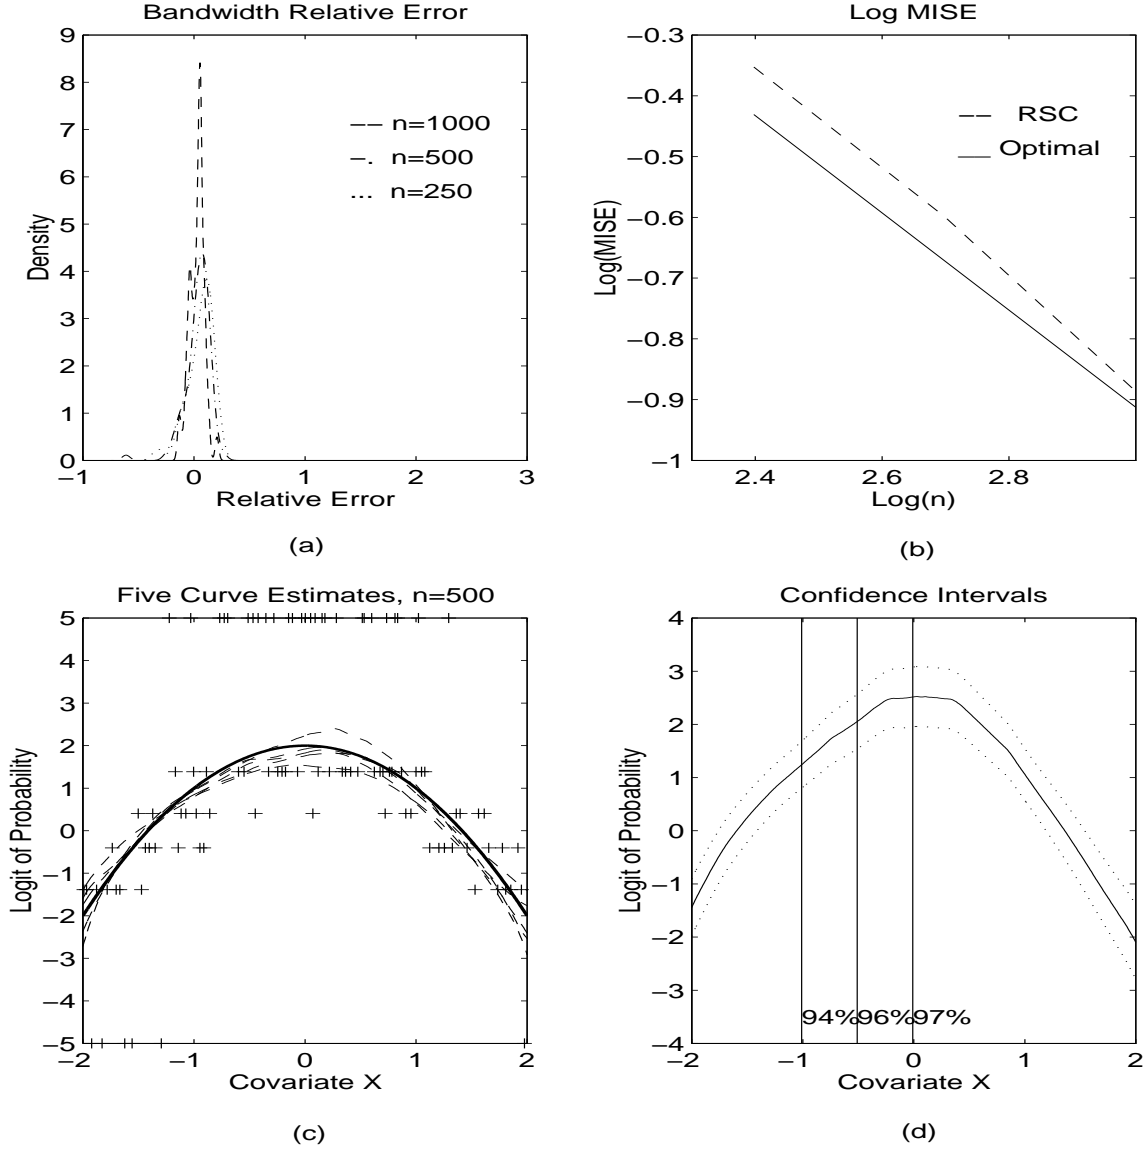 Bandwidth Relative Error
9
8
7
6
5
4
3
2
1
0
Density
−− n=1000
−. n=500
... n=250
−1 0 1 2 3
Relative Error
(a)
Log MISE
−0.3
−0.4
−0.5
−0.6
−0.7
−0.8
−0.9
−1
Log(MISE)
RSC
Optimal
2.4 2.6 2.8
Log(n)
(b)
Five Curve Estimates, n=500
5
4
3
2
1
0
−1
−2
−3
−4
−5
Logit of Probability
−2 −1 0 1 2
Covariate X
(c)
Confidence Intervals
4
3
2
1
0
−1
−2
−3
−4
Logit of Probability
94% 96% 97%
−2 −1 0 1 2
Covariate X
(d)